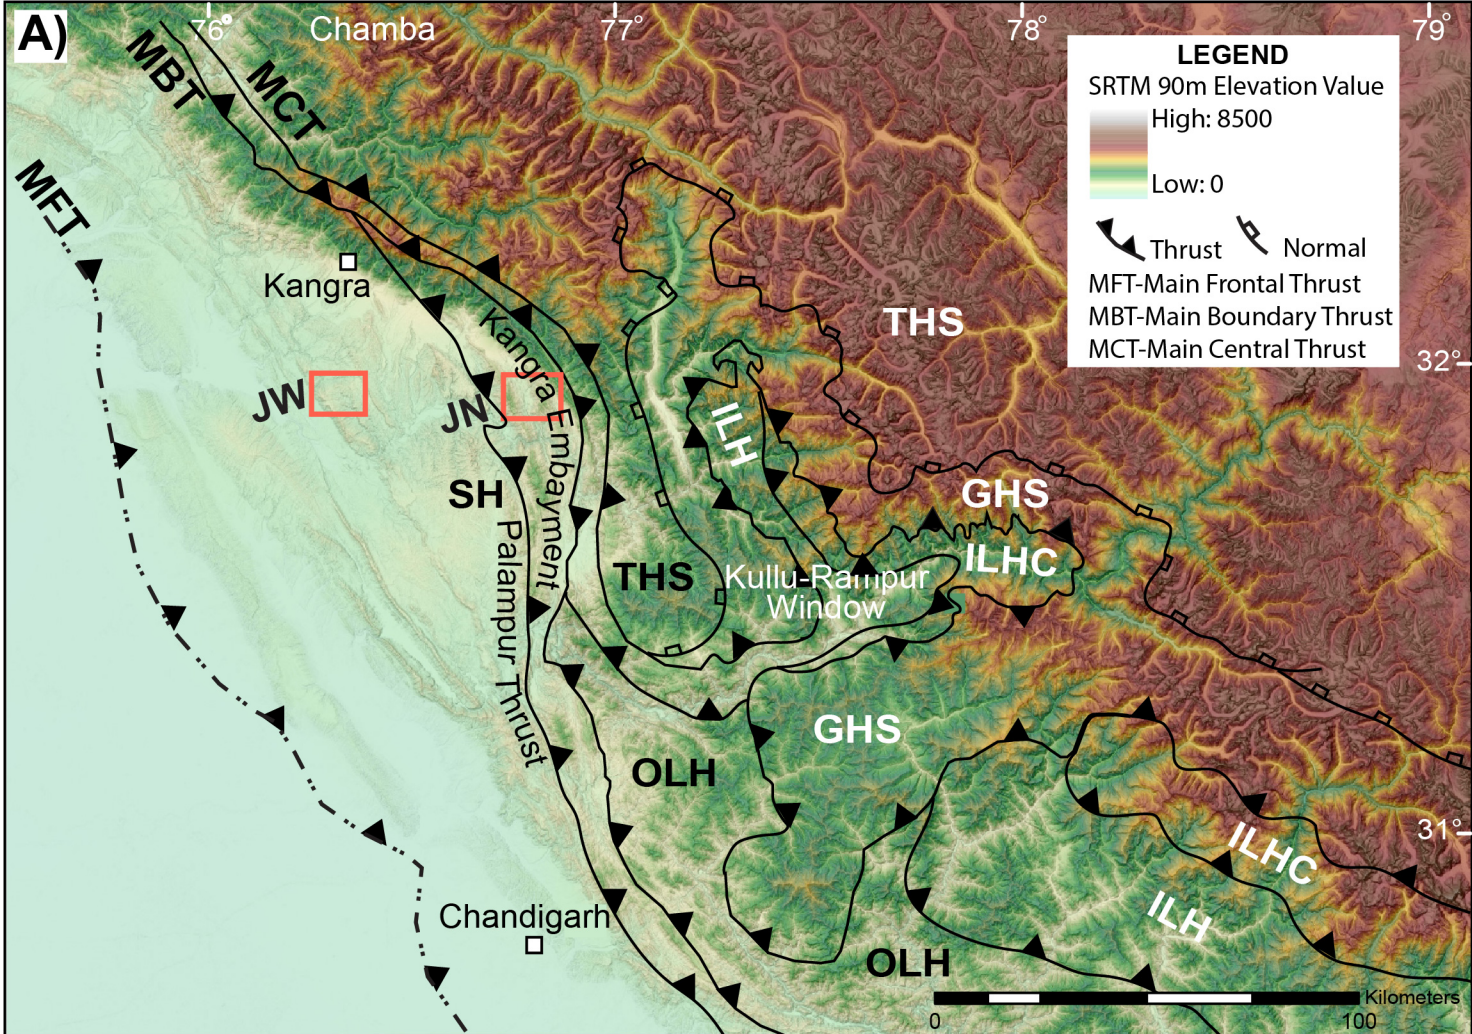 A)
76°
Chamba
77°
78°
79°
LEGEND
SRTM 90m Elevation Value
High: 8500
Low: 0
Thrust
Normal
MFT-Main Frontal Thrust
MBT-Main Boundary Thrust
MCT-Main Central Thrust
MBT
MCT
MFT
Kangra
THS
32°
Kangra Embayment
JW
JN
ILH
SH
GHS
Palampur Thrust
ILHC
THS
Kullu-Rampur
Window
GHS
OLH
31°
ILHC
ILH
Chandigarh
OLH
Kilometers
0
100